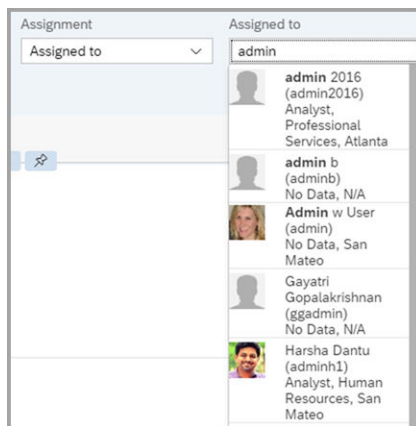 Assignment
Assigned to
Assigned to
admin
admin 2016
(admin2016)
Analyst,
Professional
Services, Atlanta
admin b
(adminb)
No Data, N/A
Admin w User
(admin)
No Data, San
Mateo
Gayatri
Gopalakrishnan
(ggadmin)
No Data, N/A
Harsha Dantu
(adminh1)
Analyst, Human
Resources, San
Mateo